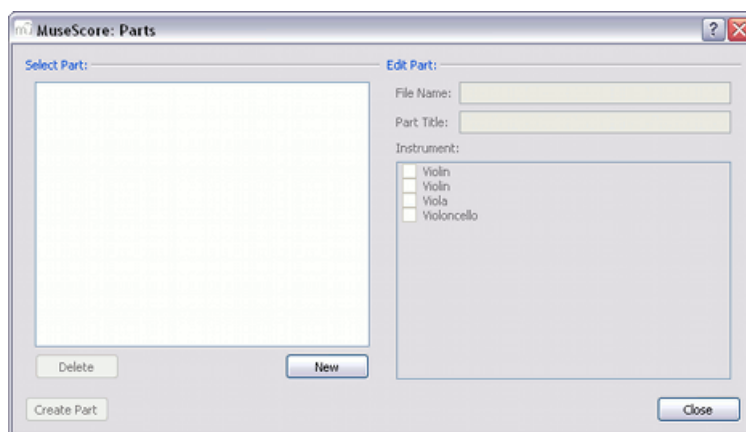 MuseScore: Parts
Select Part:
Edit Part:
File Name:
Part Title:
Instrument:
Violin
Violin
Viola
Violoncello
Delete
New
Create Part
Close